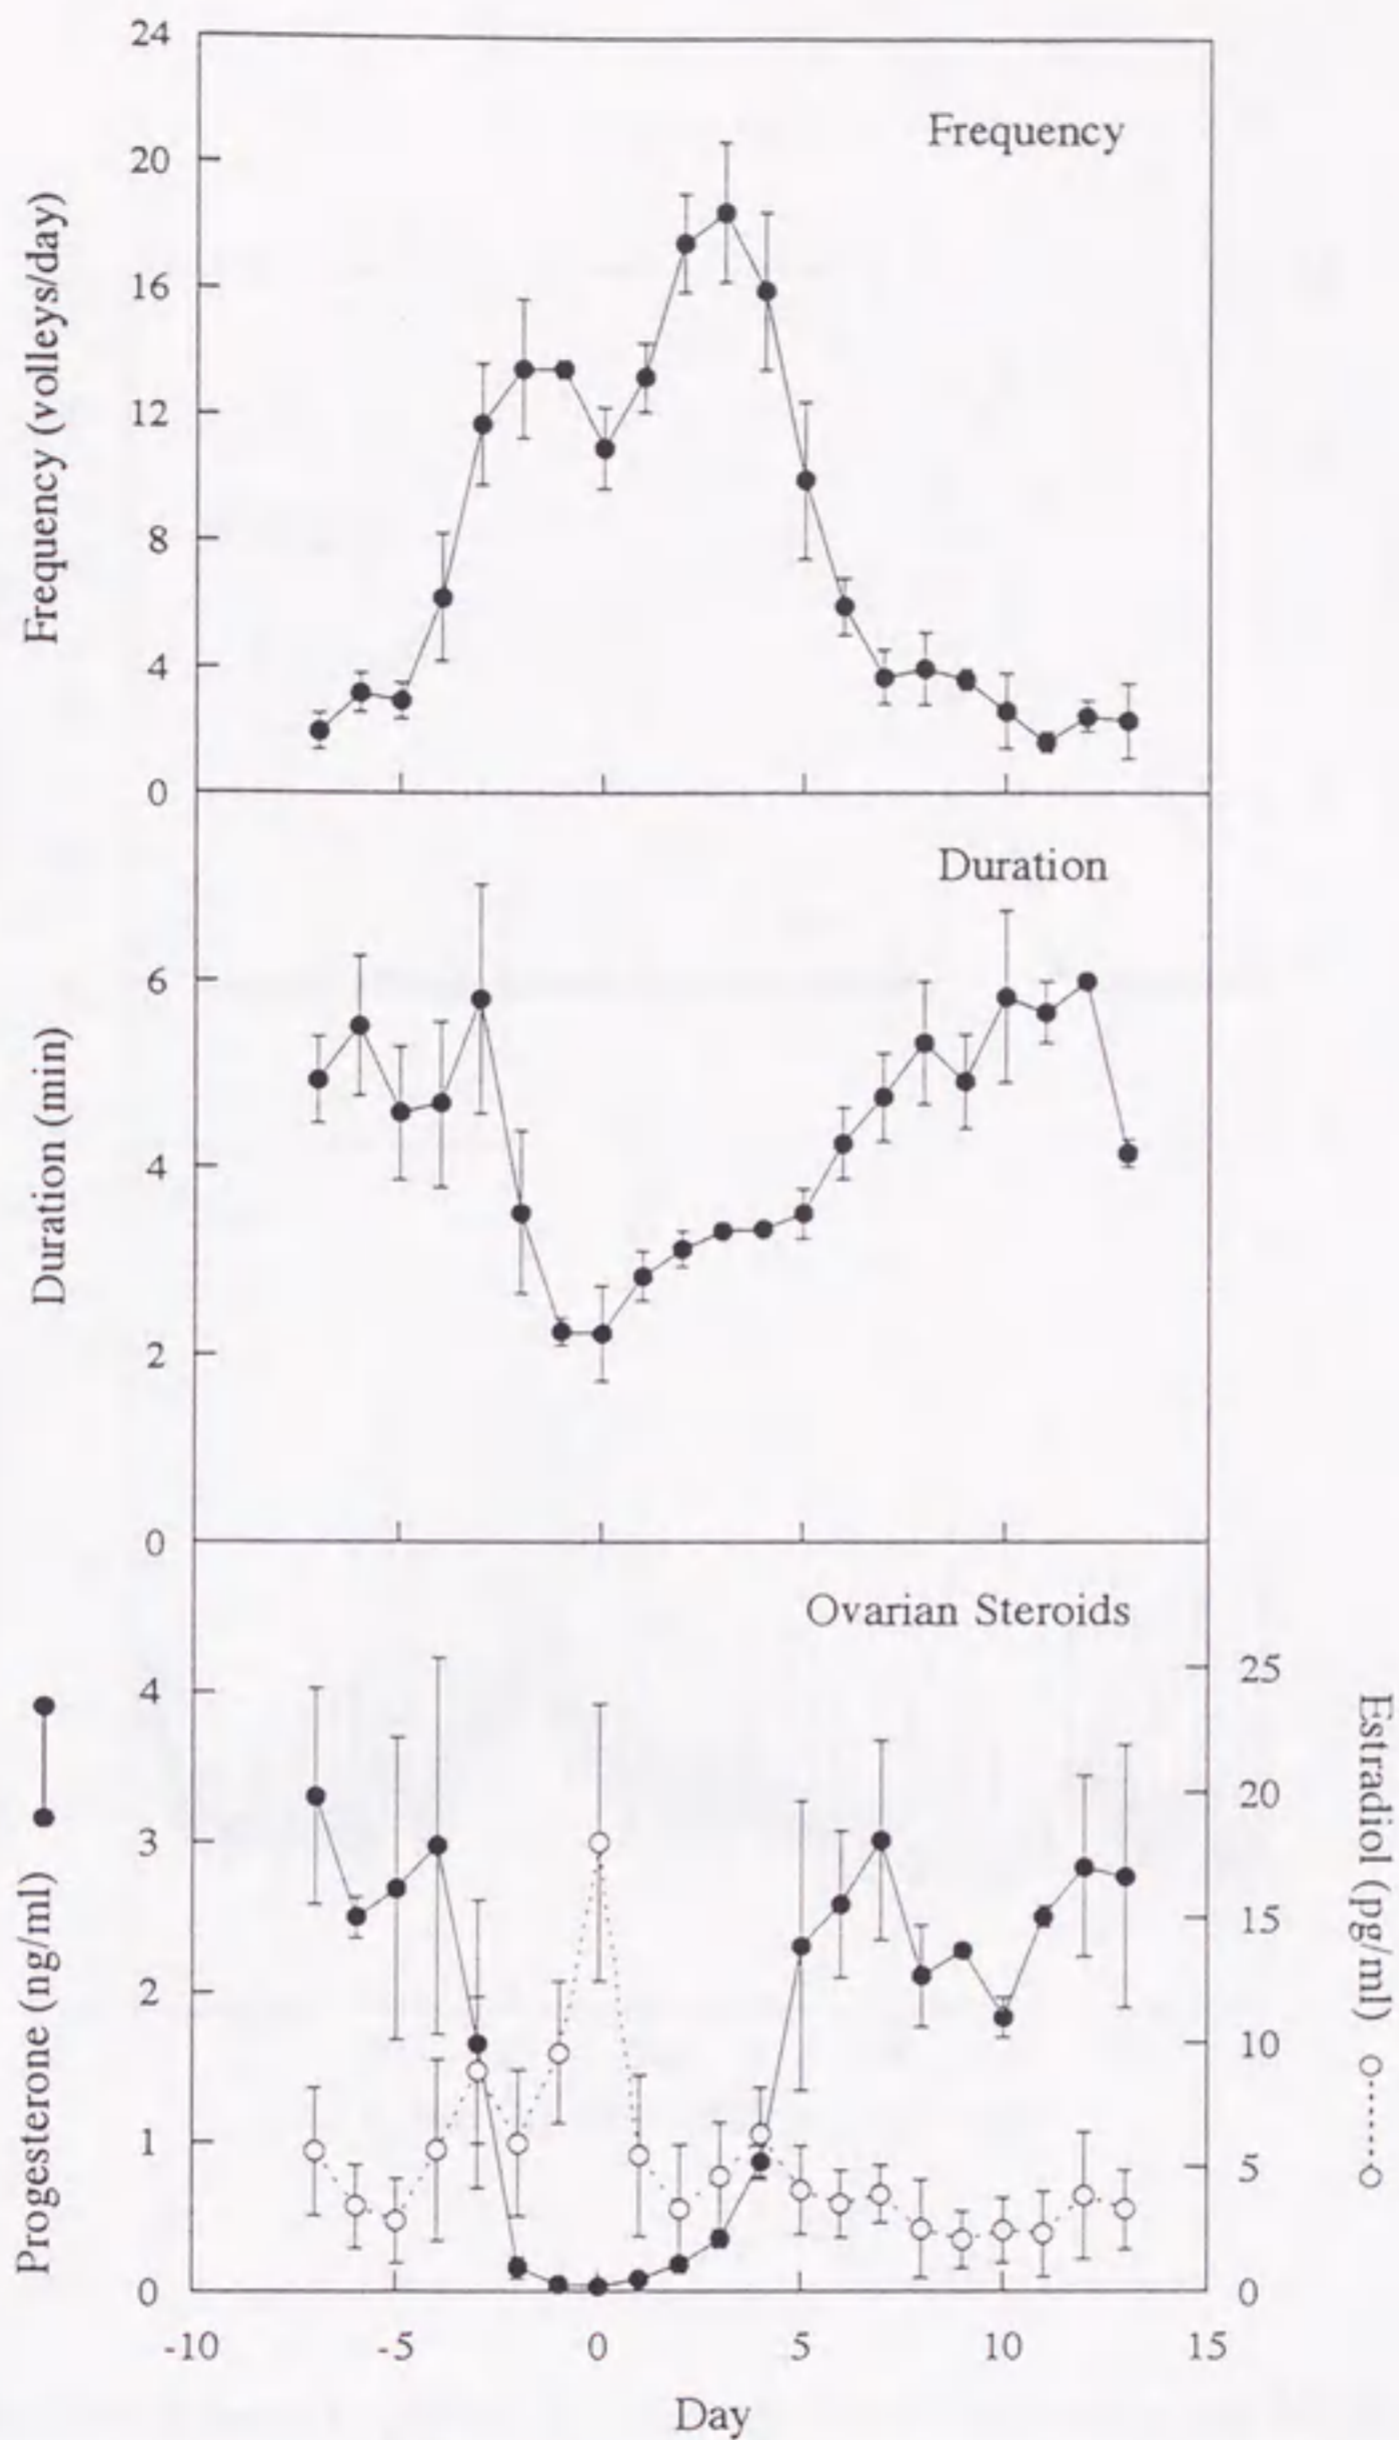 Frequency (volleys/day)
24
20
16
12
8
4
0
Frequency
Duration (min)
6
4
2
0
Duration
Progesterone (ng/ml)
4
3
2
1
0
Ovarian Steroids
25
20
15
10
5
0
Estradiol (pg/ml)
-10 -5 0 5 10 15
Day